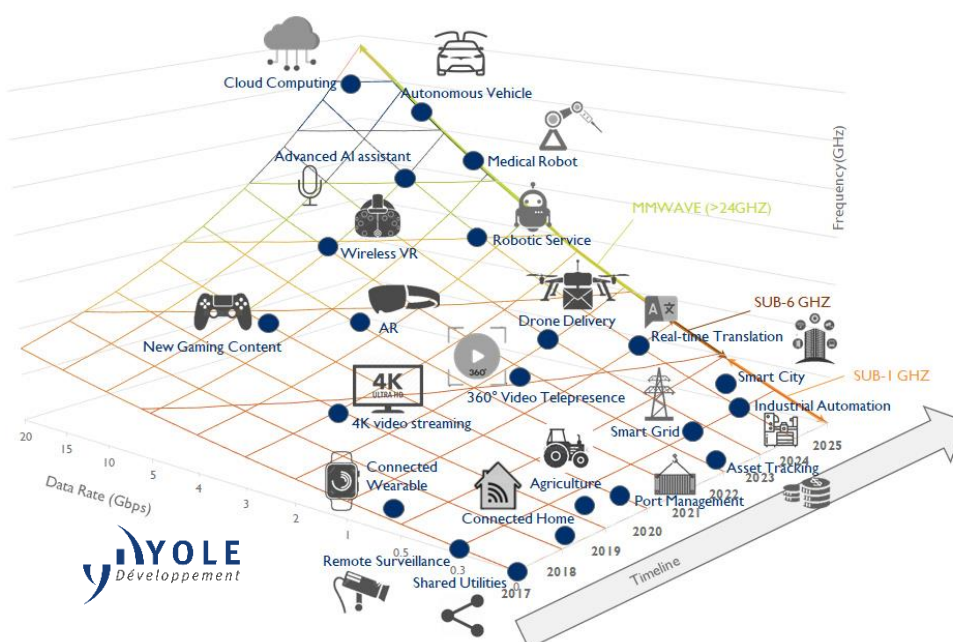 Cloud Computing
Autonomous Vehicle
Advanced AI assistant
Medical Robot
Frequency(GHz)
MMWAVE (>24GHZ)
Wireless VR
Robotic Service
SUB-6 GHZ
A 文
New Gaming Content
AR
Drone Delivery
Real-time Translation
360°
4K
ULTRA HD
360° Video Telepresence
Smart City
SUB-1 GHZ
4K video streaming
Industrial Automation
Smart Grid
Connected
Wearable
Agriculture
Asset Tracking
Connected Home
Port Management
Remote Surveillance
Shared Utilities
20
15
10
5
4
3
2
1
0.5
0.3
0
Data Rate (Gbps)
2017
2018
2019
2020
2021
2022
2023
2024
2025
Timeline
YOLE
Développement